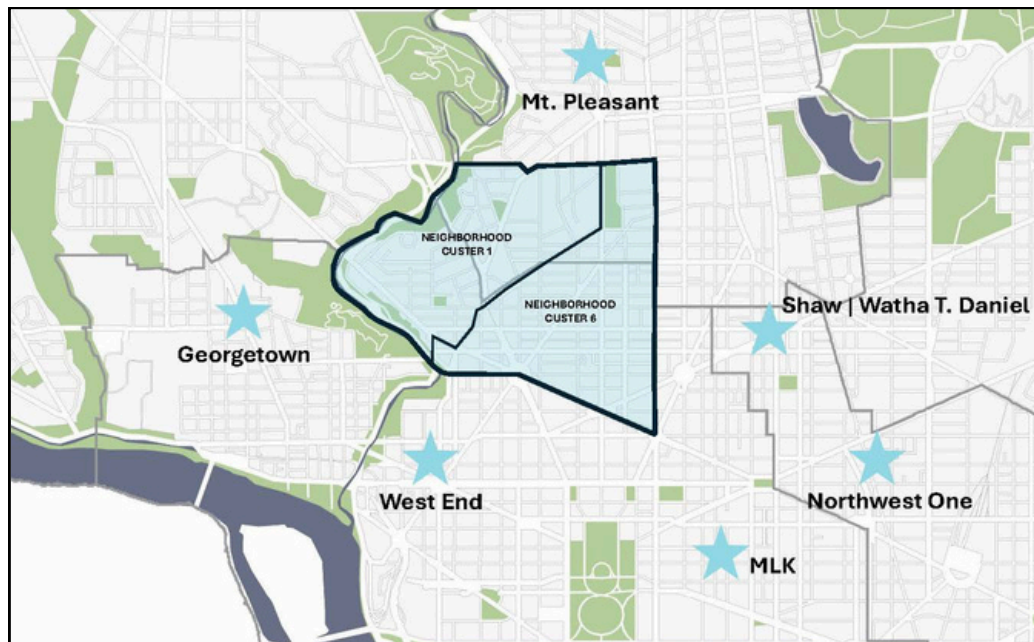 Mt. Pleasant
NEIGHBORHOOD
CUSTER 1
NEIGHBORHOOD
CUSTER 6
Shaw | Watha T. Daniel
Georgetown
West End
Northwest One
MLK